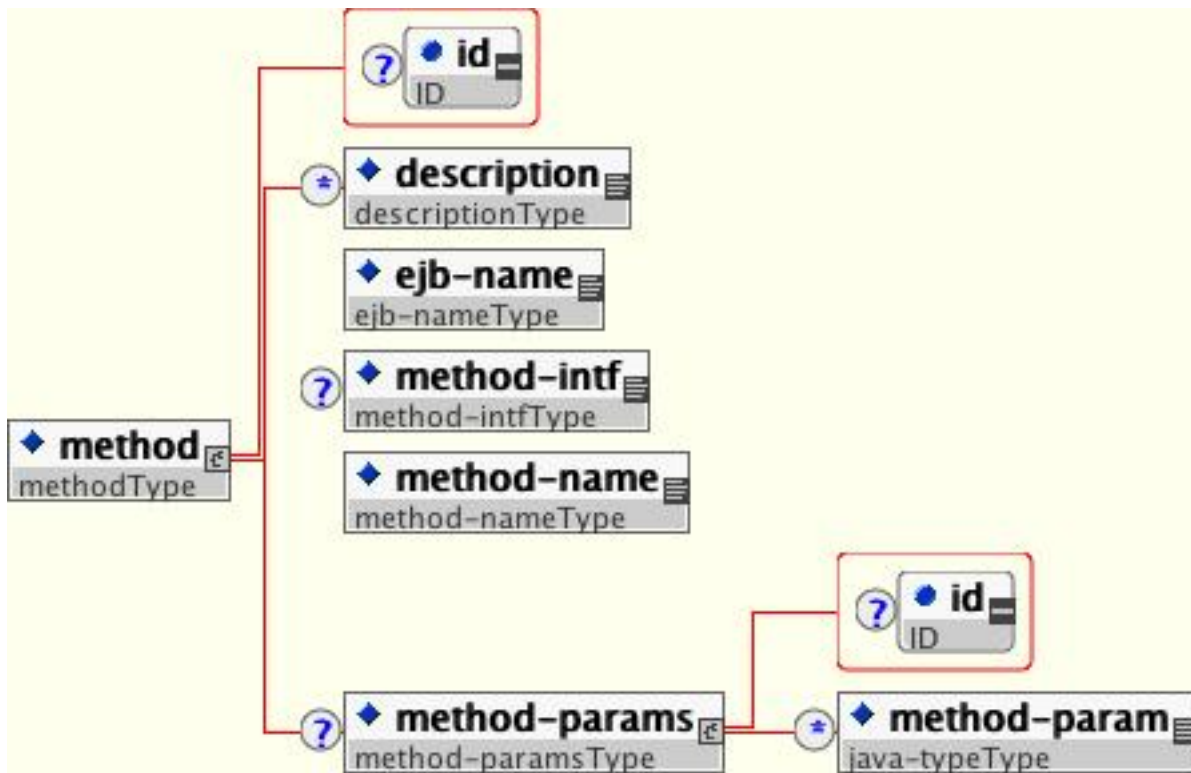 ? id
ID
* description
descriptionType
ejb-name
ejb-nameType
? method-intf
method-intfType
method
methodType
method-name
method-nameType
? id
ID
? method-params
method-paramsType
* method-param
java-typeType